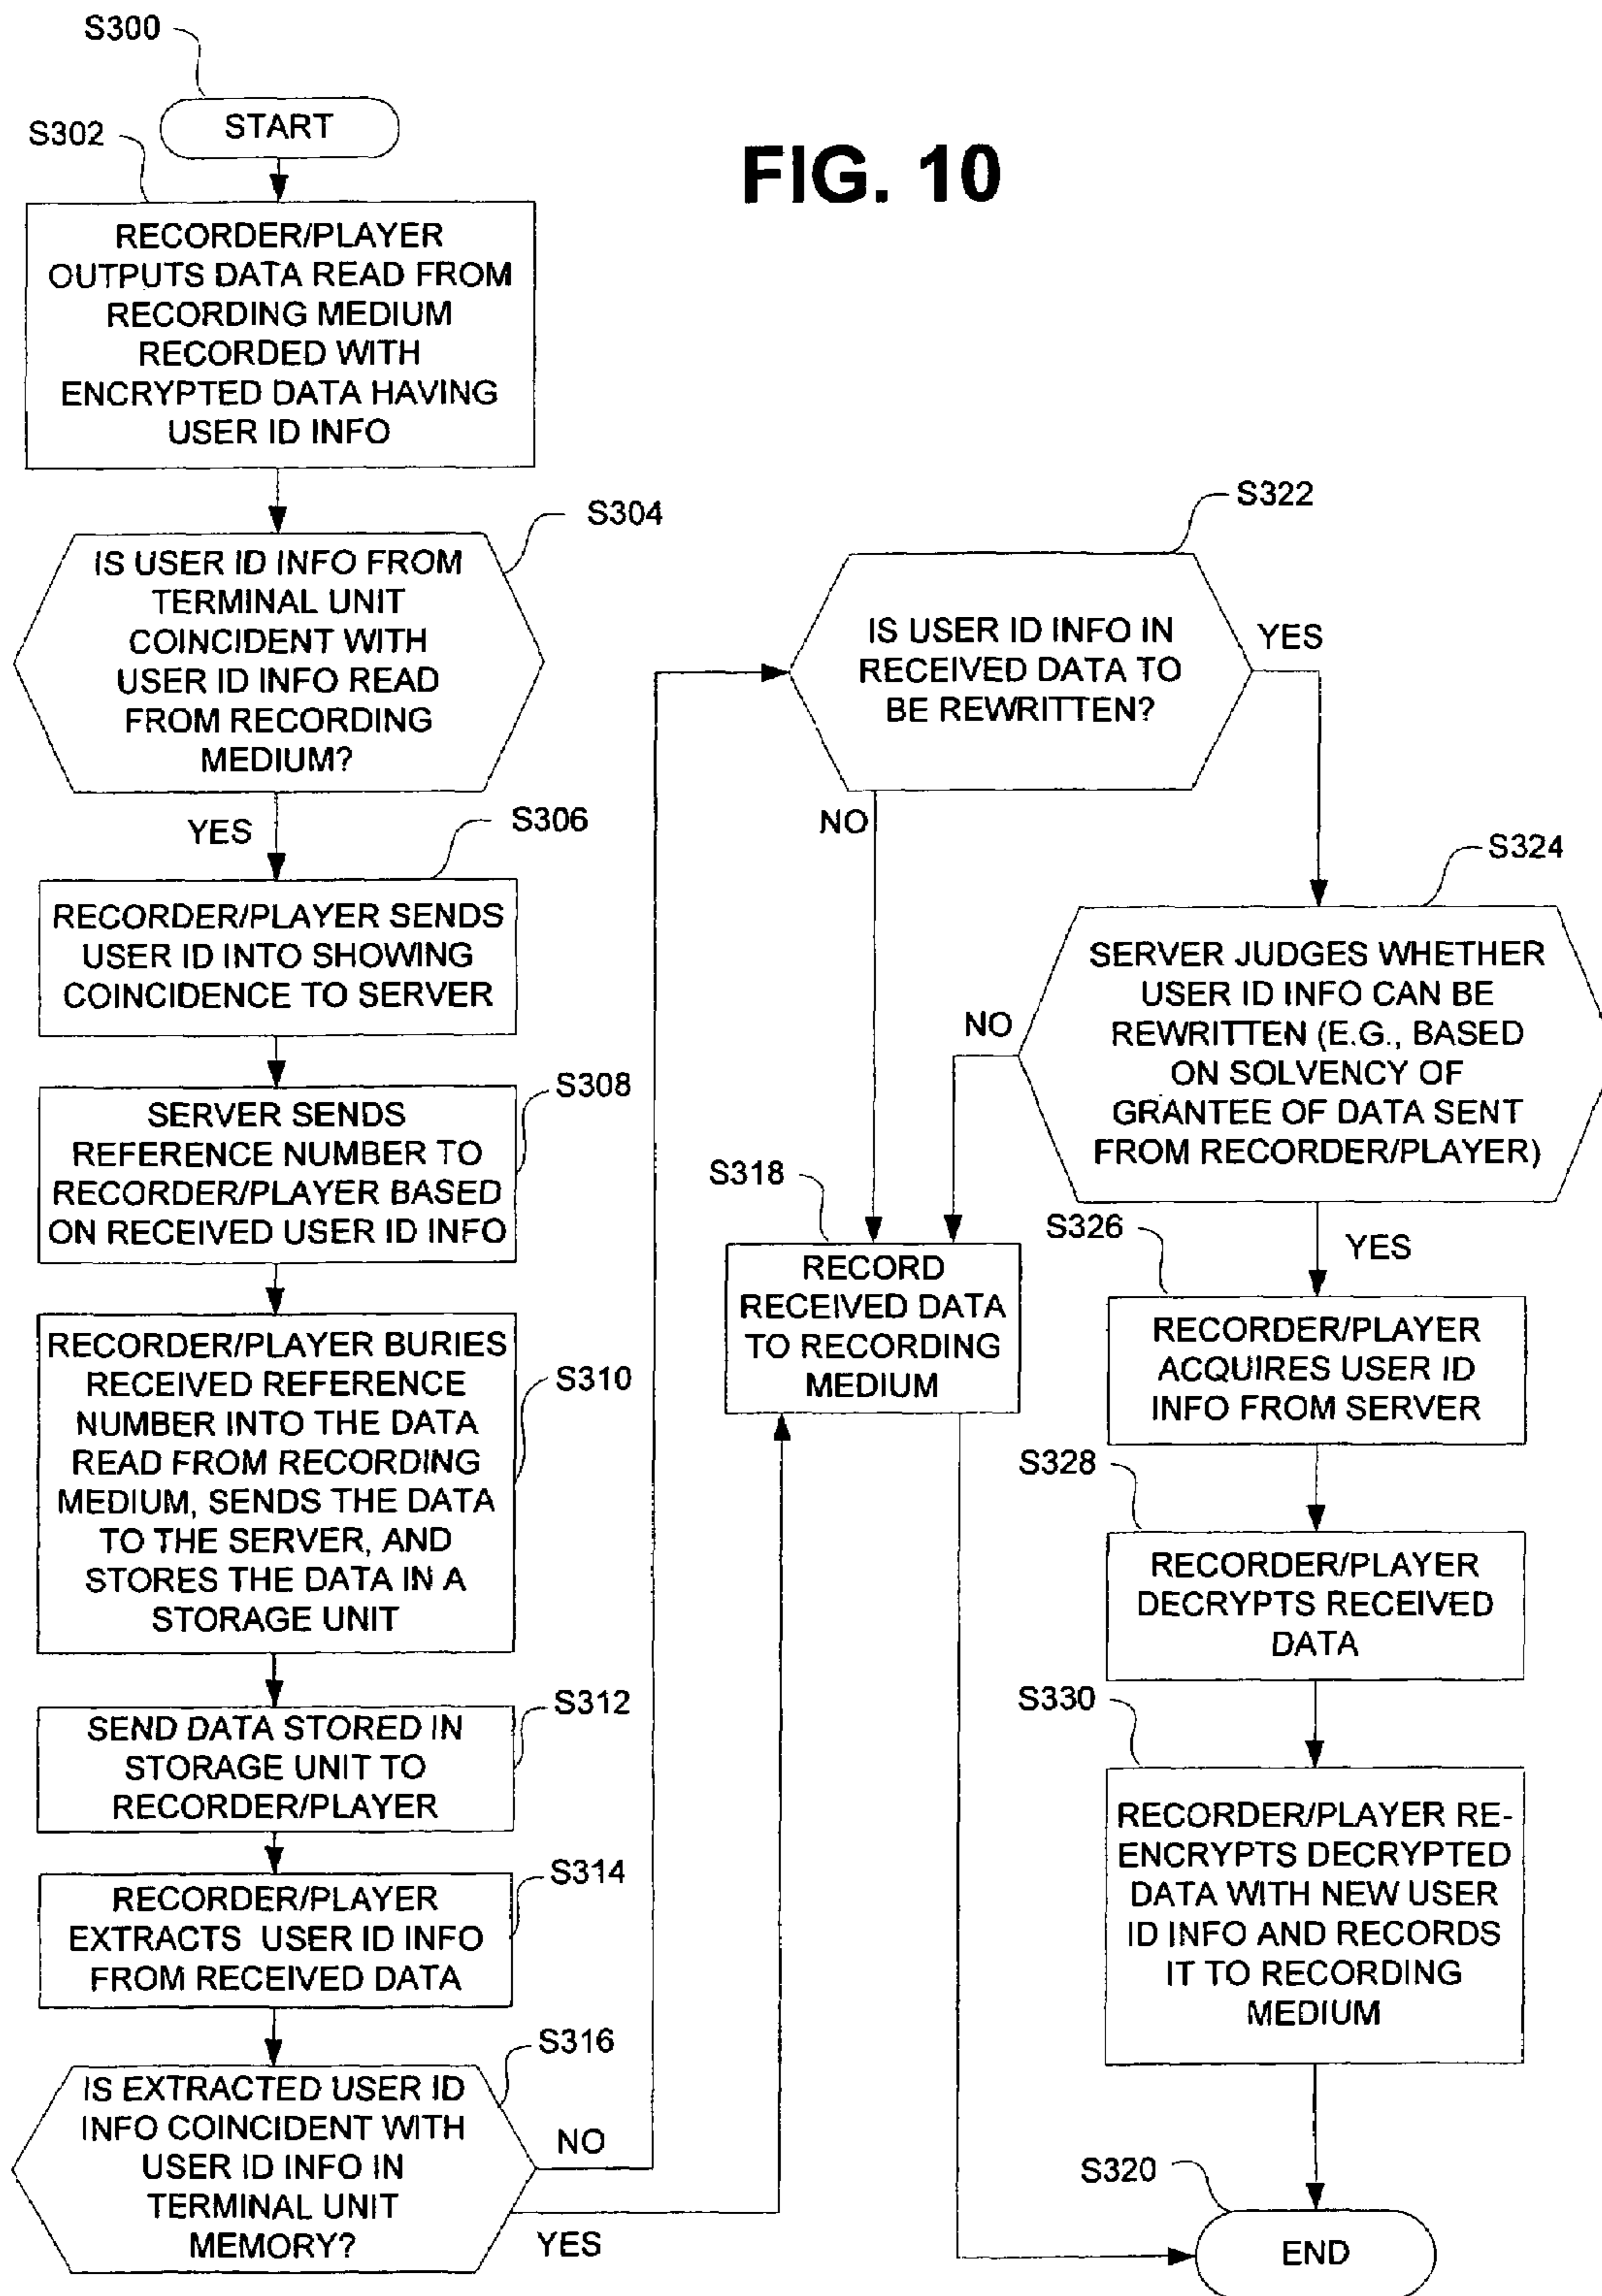 S300
START
FIG. 10
S302
RECORDER/PLAYER
OUTPUTS DATA READ FROM
RECORDING MEDIUM
RECORDED WITH
ENCRYPTED DATA HAVING
USER ID INFO
S304
IS USER ID INFO FROM
TERMINAL UNIT
COINCIDENT WITH
USER ID INFO READ
FROM RECORDING
MEDIUM?
YES
S306
RECORDER/PLAYER SENDS
USER ID INTO SHOWING
COINCIDENCE TO SERVER
S308
SERVER SENDS
REFERENCE NUMBER TO
RECORDER/PLAYER BASED
ON RECEIVED USER ID INFO
S310
RECORDER/PLAYER BURIES
RECEIVED REFERENCE
NUMBER INTO THE DATA
READ FROM RECORDING
MEDIUM, SENDS THE DATA
TO THE SERVER, AND
STORES THE DATA IN A
STORAGE UNIT
S312
SEND DATA STORED IN
STORAGE UNIT TO
RECORDER/PLAYER
S314
RECORDER/PLAYER
EXTRACTS USER ID INFO
FROM RECEIVED DATA
S316
IS EXTRACTED USER ID
INFO COINCIDENT WITH
USER ID INFO IN
TERMINAL UNIT
MEMORY?
NO
YES
S322
IS USER ID INFO IN
RECEIVED DATA TO
BE REWRITTEN?
YES
NO
S324
SERVER JUDGES WHETHER
USER ID INFO CAN BE
REWRITTEN (E.G., BASED
ON SOLVENCY OF
GRANTEE OF DATA SENT
FROM RECORDER/PLAYER)
NO
YES
S318
RECORD
RECEIVED DATA
TO RECORDING
MEDIUM
S326
RECORDER/PLAYER
ACQUIRES USER ID
INFO FROM SERVER
S328
RECORDER/PLAYER
DECRYPTS RECEIVED
DATA
S330
RECORDER/PLAYER RE-
ENCRYPTS DECRYPTED
DATA WITH NEW USER
ID INFO AND RECORDS
IT TO RECORDING
MEDIUM
S320
END